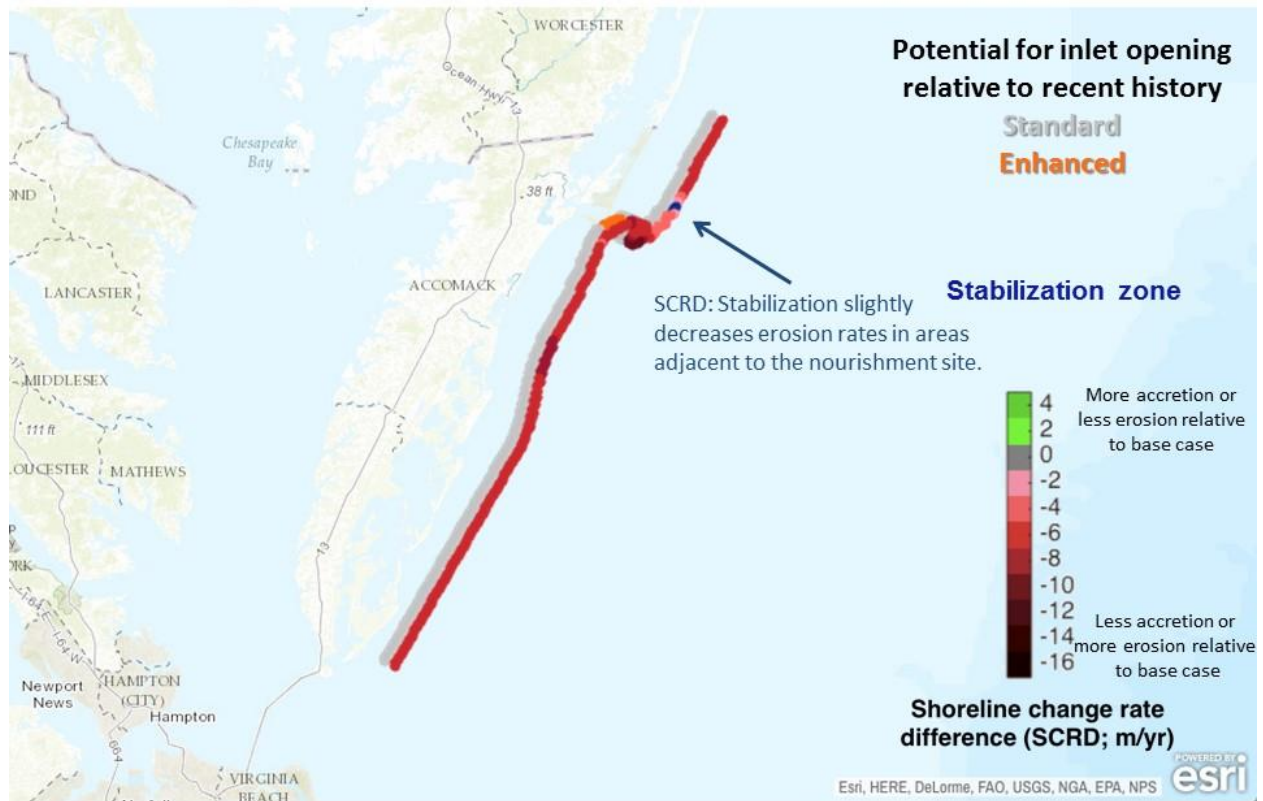 WORCESTER
Potential for inlet opening
relative to recent history
Standard
Enhanced
Ocean Hwy 13
Chesapeake
Bay
38 ft
OND
ACCOMACK
LANCASTER
Stabilization zone
SCRD: Stabilization slightly
decreases erosion rates in areas
adjacent to the nourishment site.
17
MIDDLESEX
111 ft
OUCESTER
MATHEWS
4
2
0
-2
-4
-6
-8
-10
-12
-14
-16
More accretion or
less erosion relative
to base case
Less accretion or
more erosion relative
to base case
13
P
ORK
I-64 E
I-64 W
Newport
News
HAMPTON
(CITY)
Hampton
664
VIRGINIA
BEACH
Shoreline change rate
difference (SCRD; m/yr)
POWERED BY
esri
Esri, HERE, DeLorme, FAO, USGS, NGA, EPA, NPS